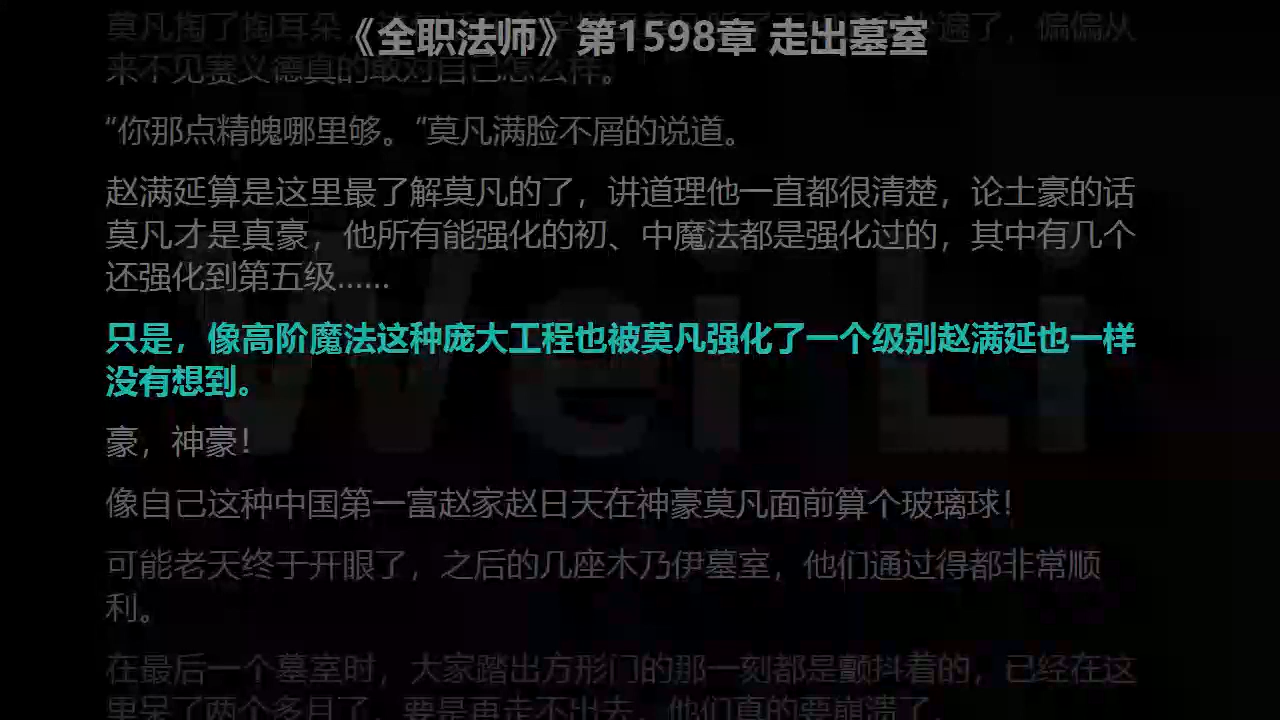 《全职法师》第1598章 走出墓室
莫凡掏了掏耳朵
遍了，偏偏从
来不见赛义德真的敢对自己怎么样。
“你那点精魄哪里够。”莫凡满脸不屑的说道。
赵满延算是这里最了解莫凡的了，讲道理他一直都很清楚，论土豪的话
莫凡才是真豪，他所有能强化的初、中魔法都是强化过的，其中有几个
还强化到第五级……
只是，像高阶魔法这种庞大工程也被莫凡强化了一个级别赵满延也一样
没有想到。
豪，神豪！
像自己这种中国第一富赵家赵日天在神豪莫凡面前算个玻璃球！
可能老天终于开眼了，之后的几座木乃伊墓室，他们通过得都非常顺
利。
在最后一个墓室时，大家踏出方形门的那一刻都是颤抖着的，已经在这
里呆了两个多月了，要是再走不出去，他们真的要崩溃了。
Wei Li